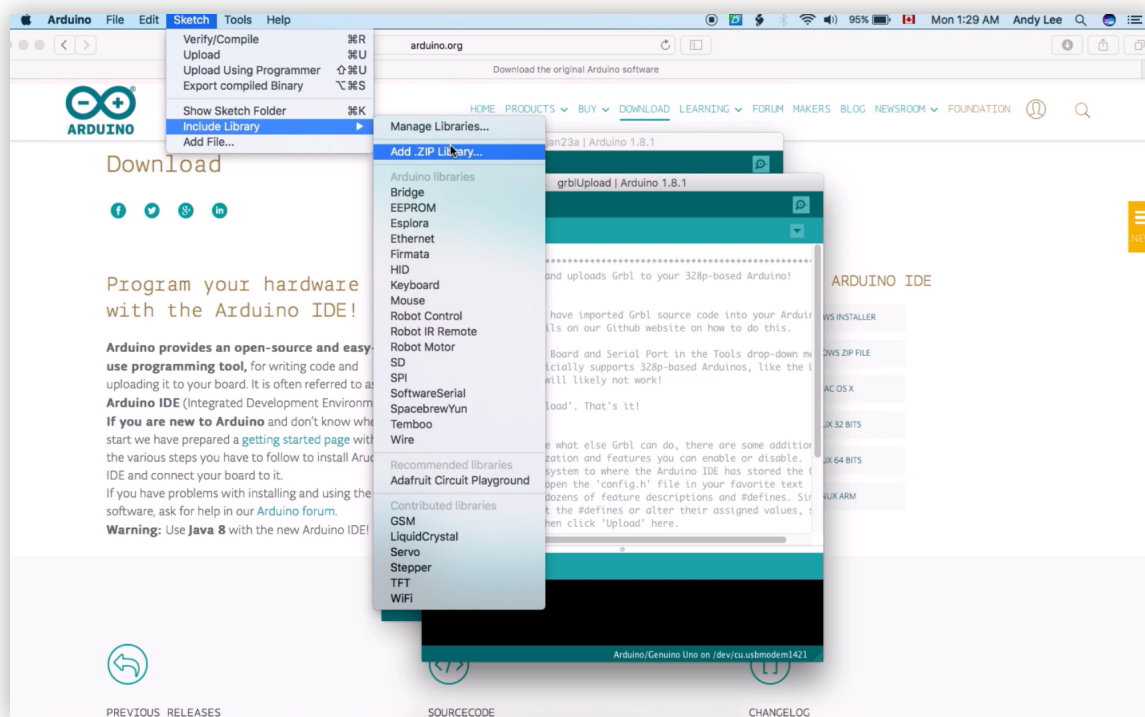 Arduino File Edit Sketch Tools Help 95% Mon 1:29 AM Andy Lee
arduino.org
Download the original Arduino software
Verify/Compile ⌘R
Upload ⌘U
Upload Using Programmer ⇧⌘U
Export compiled Binary ⌥⌘S
Show Sketch Folder ⌘K
Include Library
Add File...
ARDUINO
HOME PRODUCTS BUY DOWNLOAD LEARNING FORUM MAKERS BLOG NEWSROOM FOUNDATION
Manage Libraries...
Add .ZIP Library...
Arduino libraries
Bridge
EEPROM
Esplora
Ethernet
Firmata
HID
Keyboard
Mouse
Robot Control
Robot IR Remote
Robot Motor
SD
SPI
SoftwareSerial
SpacebrewYun
Temboo
Wire
Recommended libraries
Adafruit Circuit Playground
Contributed libraries
GSM
LiquidCrystal
Servo
Stepper
TFT
WiFi
Download
Program your hardware
with the Arduino IDE!
Arduino provides an open-source and easy-
use programming tool, for writing code and
uploading it to your board. It is often referred to as
Arduino IDE (Integrated Development Environm
If you are new to Arduino and don't know whe
start we have prepared a getting started page with
the various steps you have to follow to install
IDE and connect your board to it.
If you have problems with installing and using the
software, ask for help in our Arduino forum.
Warning: Use Java 8 with the new Arduino IDE!
jan23a | Arduino 1.8.1
grblUpload | Arduino 1.8.1
***********************************
and uploads Grbl to your 328p-based Arduino!
have imported Grbl source code into your Arduin
ils on our Github website on how to do this.
Board and Serial Port in the Tools drop-down me
icially supports 328p-based Arduinos, like the U
will likely not work!
load'. That's it!
e what else Grbl can do, there are some addition
zation and features you can enable or disable.
system to where the Arduino IDE has stored the
open the 'config.h' file in your favorite text
dozens of feature descriptions and #defines. Sim
t the #defines or alter their assigned values, s
hen click 'Upload' here.
Arduino/Genuino Uno on /dev/cu.usbmodem1421
ARDUINO IDE
WS INSTALLER
OWS ZIP FILE
AC OS X
UX 32 BITS
UX 64 BITS
NUX ARM
NE
PREVIOUS RELEASES
SOURCECODE
CHANGELOG